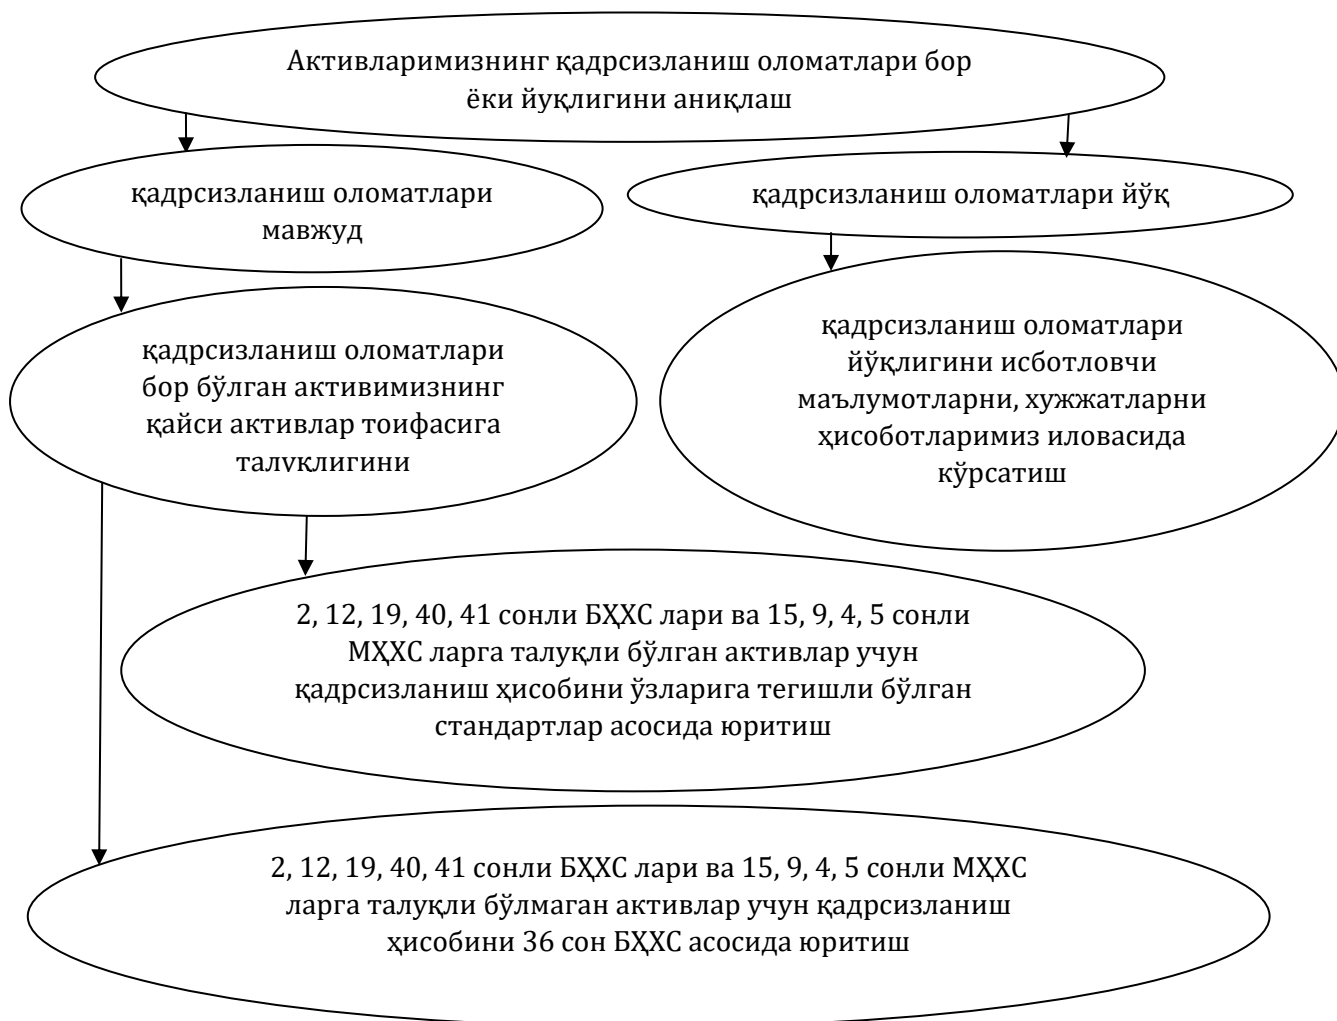 Активларимизнинг қадрсизланиш оломатлари бор
ёки йуқлигини аниқлаш
қадрсизланиш оломатлари
мавжуд
қадрсизланиш оломатлари йўқ
қадрсизланиш оломатлари
бор бўлган активимизнинг
қайси активлар тоифасига
талуқлигини
қадрсизланиш оломатлари
йўқлигини исботловчи
маълумотларни, хужжатларни
ҳисоботларимиз иловасида
кўрсатиш
2, 12, 19, 40, 41 сонли БҲХС лари ва 15, 9, 4, 5 сонли
МҲХС ларга талуқли бўлган активлар учун
қадрсизланиш ҳисобини ўзларига тегишли бўлган
стандартлар асосида юритиш
2, 12, 19, 40, 41 сонли БҲХС лари ва 15, 9, 4, 5 сонли МҲХС
ларга талуқли бўлмаган активлар учун қадрсизланиш
ҳисобини 36 сон БҲХС асосида юритиш